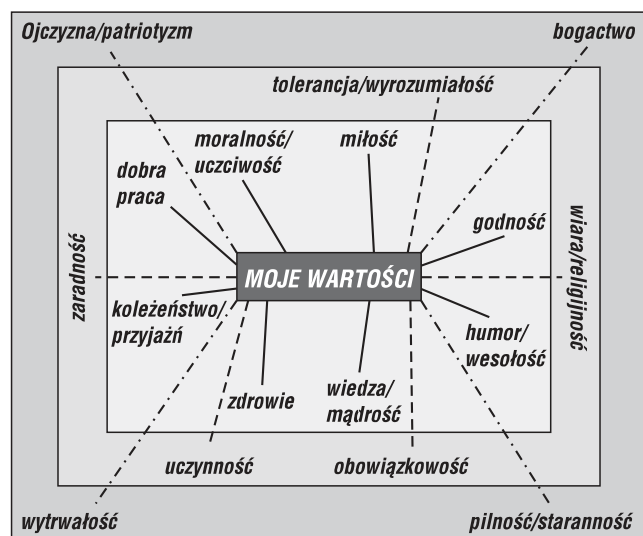 Ojczyzna/patriotyzm
bogactwo
tolerancja/wyrozumiałość
moralność/
uczciwość
miłość
dobra
praca
godność
zaradność
wiara/religijność
MOJE WARTOŚCI
koleżeństwo/
przyjaźń
humor/
wesołość
zdrowie
wiedza/
mądrość
uczynność
obowiązkowość
wytrwałość
pilność/staranność